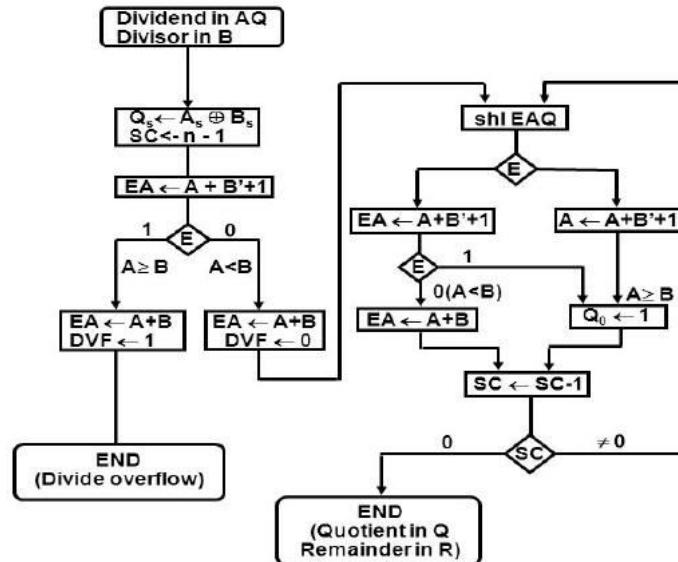 Dividend in AQ
Divisor in B
Qs ← As ⊕ Bs
SC<- n - 1
EA ← A + B'+1
1
E
0
A ≥ B
A<B
EA ← A+B
DVF ← 1
EA ← A+B
DVF ← 0
END
(Divide overflow)
shl EAQ
E
EA ← A+B'+1
A ← A+B'+1
E
1
0(A<B)
A ≥ B
EA ← A+B
Q0 ← 1
SC ← SC-1
0
SC
≠ 0
END
(Quotient in Q
Remainder in R)